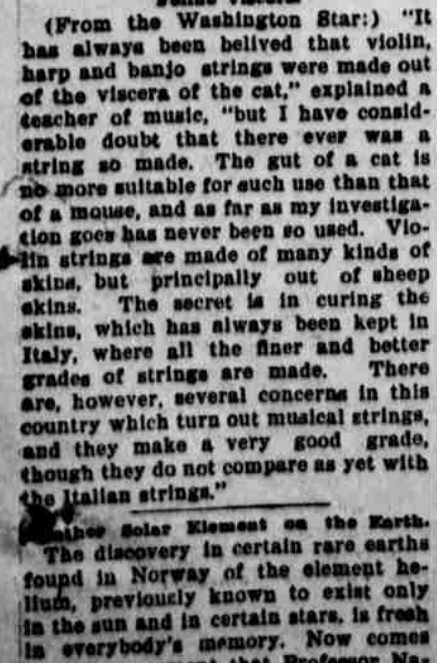 (From the Washington Star:) "It
has always been belived that violin,
harp and banjo strings were made out
of the viscera of the cat," explained a
teacher of music, "but I have consid-
erable doubt that there ever was a
string so made. The gut of a cat is
no more suitable for such use than that
of a mouse, and as far as my investiga-
tion goes has never been so used. Vio-
lin strings are made of many kinds of
skins, but principally out of sheep
skins. The secret is in curing the
skins, which has always been kept in
Italy, where all the finer and better
grades of strings are made. There
are, however, several concerns in this
country which turn out musical strings,
and they make a very good grade,
though they do not compare as yet with
the Italian strings."
Solar Element on the Earth.
The discovery in certain rare earths
found in Norway of the element he-
lium, previously known to exist only
in the sun and in certain stars, is fresh
in everybody's memory. Now comes
that Professor Na-